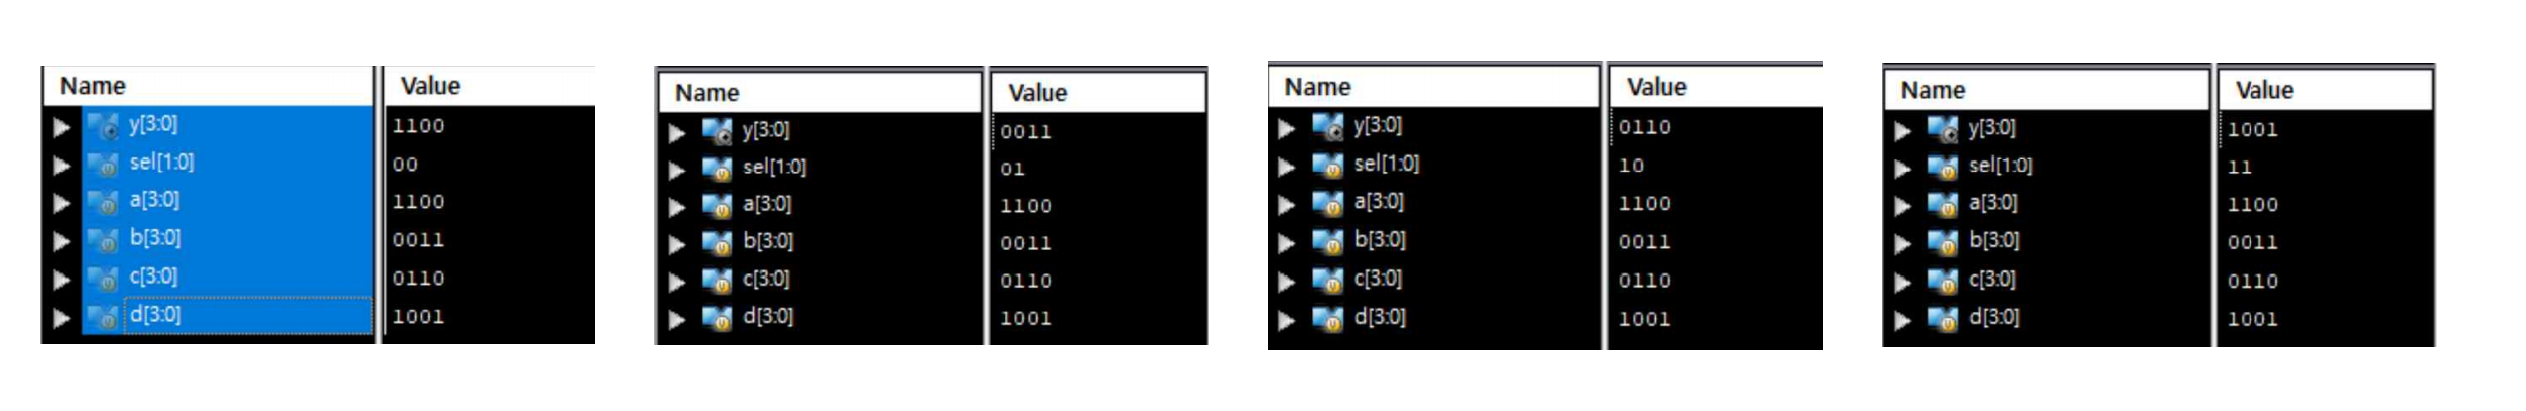 Name Value
y[3:0] 1100
sel[1:0] 00
a[3:0] 1100
b[3:0] 0011
c[3:0] 0110
d[3:0] 1001
Name Value
y[3:0] 0011
sel[1:0] 01
a[3:0] 1100
b[3:0] 0011
c[3:0] 0110
d[3:0] 1001
Name Value
y[3:0] 0110
sel[1:0] 10
a[3:0] 1100
b[3:0] 0011
c[3:0] 0110
d[3:0] 1001
Name Value
y[3:0] 1001
sel[1:0] 11
a[3:0] 1100
b[3:0] 0011
c[3:0] 0110
d[3:0] 1001